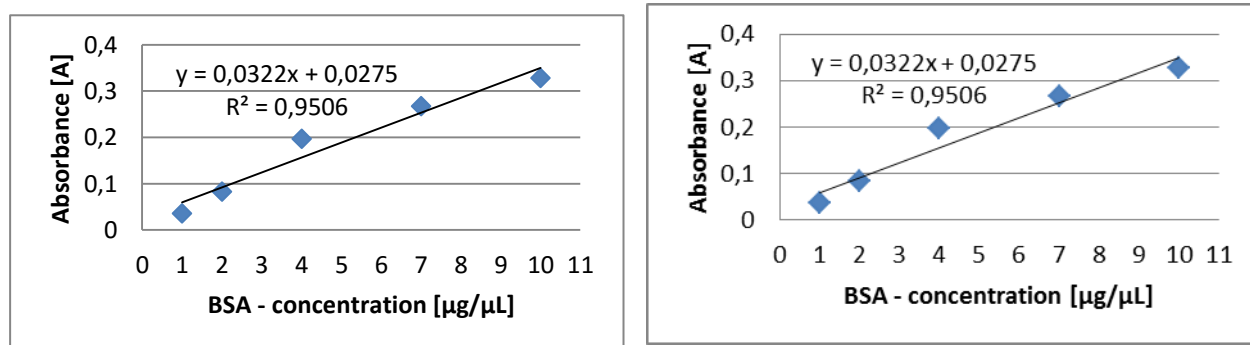 Absorbance [A]
0,4
0,3
0,2
0,1
0
y = 0,0322x + 0,0275
R² = 0,9506
0 1 2 3 4 5 6 7 8 9 10 11
BSA - concentration [µg/µL]
Absorbance [A]
0,4
0,3
0,2
0,1
0
y = 0,0322x + 0,0275
R² = 0,9506
0 1 2 3 4 5 6 7 8 9 10 11
BSA - concentration [µg/µL]